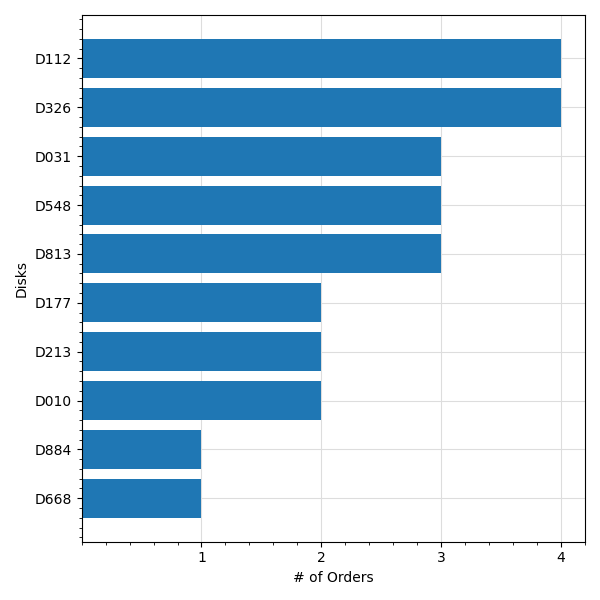 D112
D326
D031
D548
D813
D177
D213
D010
D884
D668
Disks
1 2 3 4
# of Orders